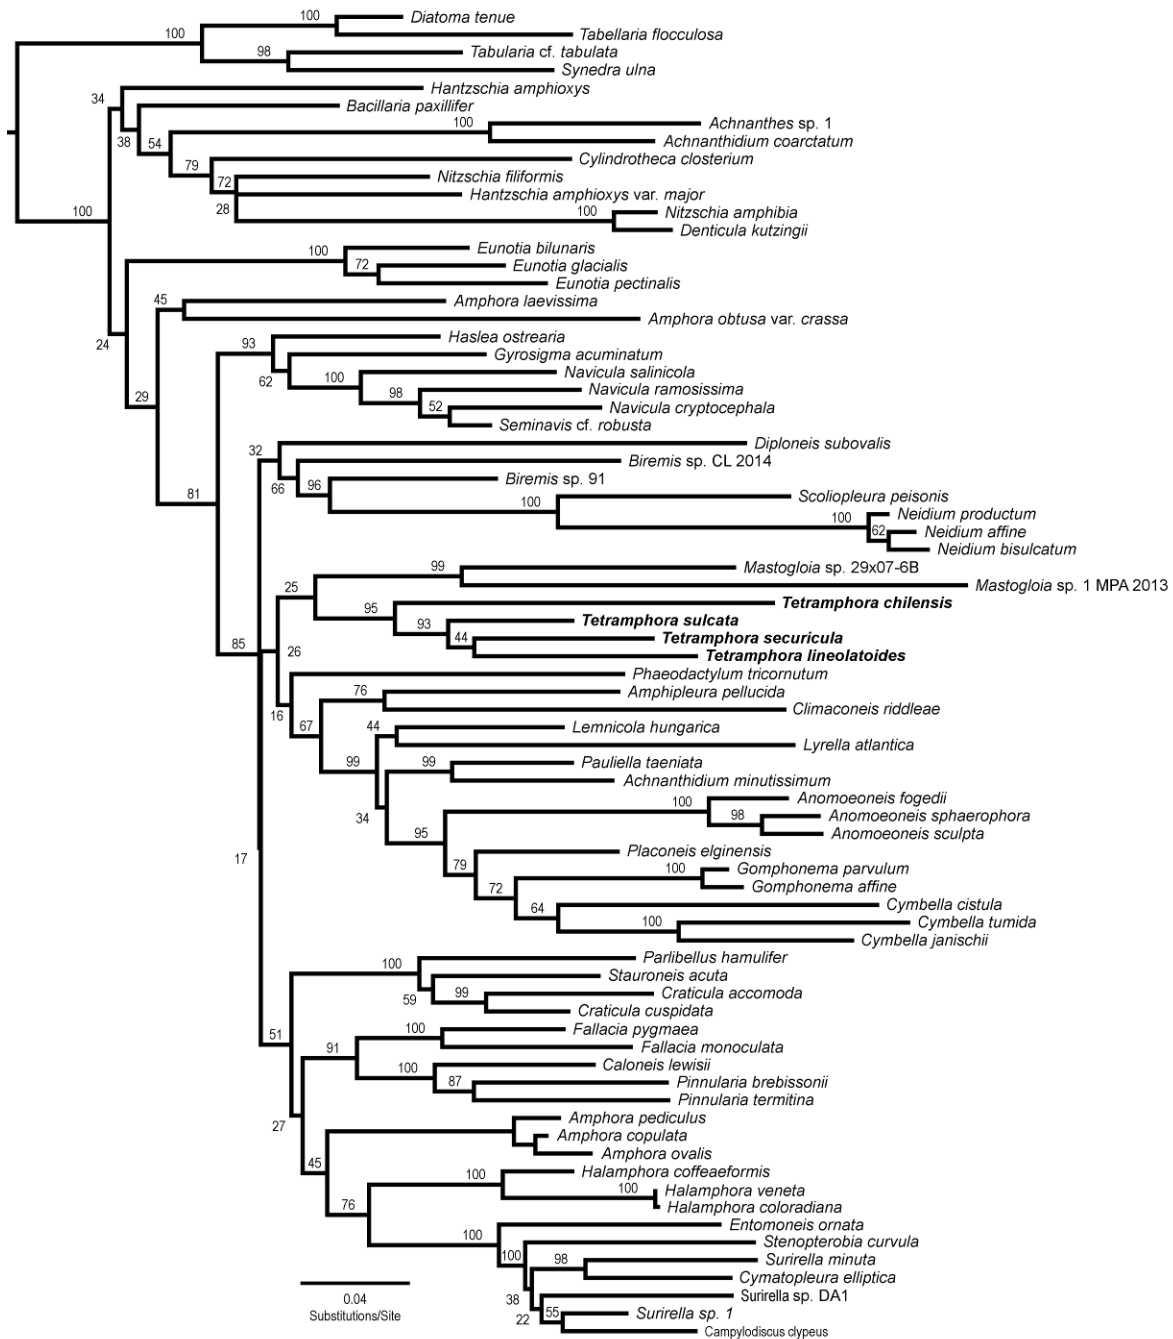 100
Diatoma tenue
100
Tabellaria flocculosa
100
98
Tabularia cf. tabulata
Synedra ulna
34
Hantzschia amphioxys
38
Bacillaria paxillifer
54
100
Achnanthes sp. 1
Achnanthidium coarctatum
79
Cylindrotheca closterium
72
Nitzschia filiformis
Hantzschia amphioxys var. major
28
100
Nitzschia amphibia
100
Denticula kutzingii
100
Eunotia bilunaris
72
Eunotia glacialis
Eunotia pectinalis
45
Amphora laevissima
Amphora obtusa var. crassa
24
93
Haslea ostrearia
62
Gyrosigma acuminatum
100
Navicula salinicola
98
Navicula ramosissima
29
52
Navicula cryptocephala
Seminavis cf. robusta
32
Diploneis subovalis
66
Biremis sp. CL 2014
96
Biremis sp. 91
81
100
Scoliopleura peisonis
100
Neidium productum
62
Neidium affine
Neidium bisulcatum
25
99
Mastogloia sp. 29x07-6B
Mastogloia sp. 1 MPA 2013
95
Tetramphora chilensis
93
Tetramphora sulcata
44
Tetramphora securicula
85
26
Tetramphora lineolatoides
Phaeodactylum tricornutum
16
76
Amphipleura pellucida
Climaconeis riddleae
67
44
Lemnicola hungarica
Lyrella atlantica
99
99
Pauliella taeniata
Achnanthidium minutissimum
34
100
Anomoeoneis fogedii
98
Anomoeoneis sphaerophora
95
Anomoeoneis sculpta
17
79
Placoneis elginensis
72
100
Gomphonema parvulum
Gomphonema affine
64
Cymbella cistula
100
Cymbella tumida
Cymbella janischii
100
Parlibellus hamulifer
59
Stauroneis acuta
99
Craticula accomoda
Craticula cuspidata
51
100
Fallacia pygmaea
91
Fallacia monoculata
100
Caloneis lewisii
87
Pinnularia brebissonii
Pinnularia termitina
27
Amphora pediculus
Amphora copulata
45
Amphora ovalis
100
Halamphora coffeaeformis
100
Halamphora veneta
76
Halamphora coloradiana
100
Entomoneis ornata
100
Stenopterobia curvula
98
Surirella minuta
Cymatopleura elliptica
38
Surirella sp. DA1
22
55
Surirella sp. 1
Campylodiscus clypeus
0.04
Substitutions/Site